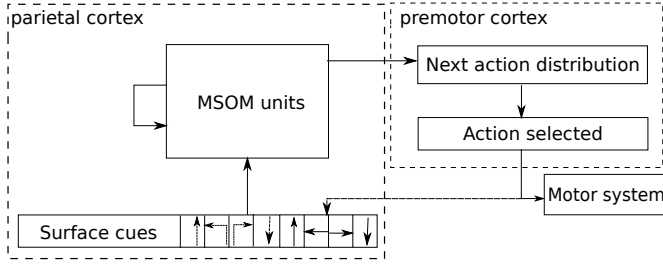 parietal cortex
premotor cortex
MSOM units
Next action distribution
Action selected
Motor system
Surface cues